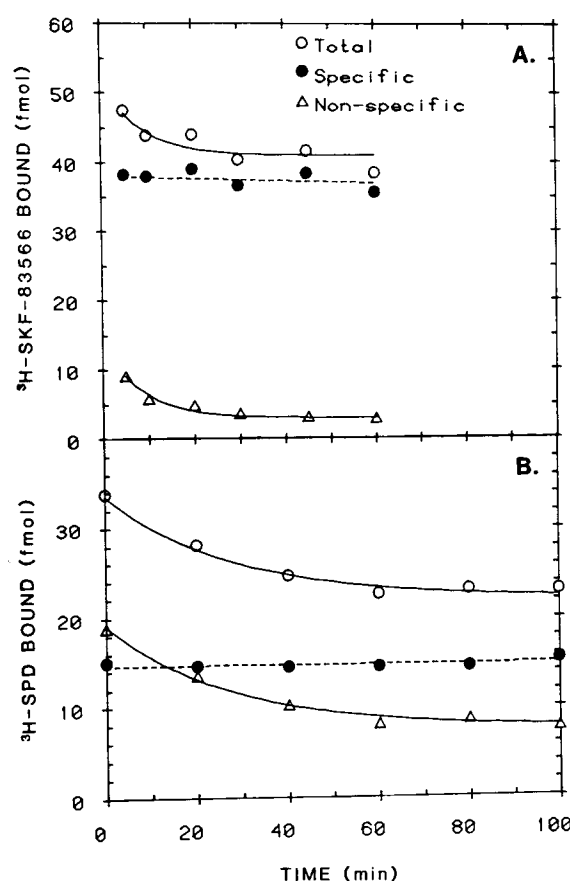 60
50
40
30
20
10
0
³H-SKF-83566 BOUND (fmol)
Total
Specific
Non-specific
A.
30
20
10
0
³H-SPD BOUND (fmol)
B.
0 20 40 60 80 100
TIME (min)